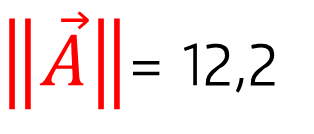 ‖A⃗‖ = 12,2